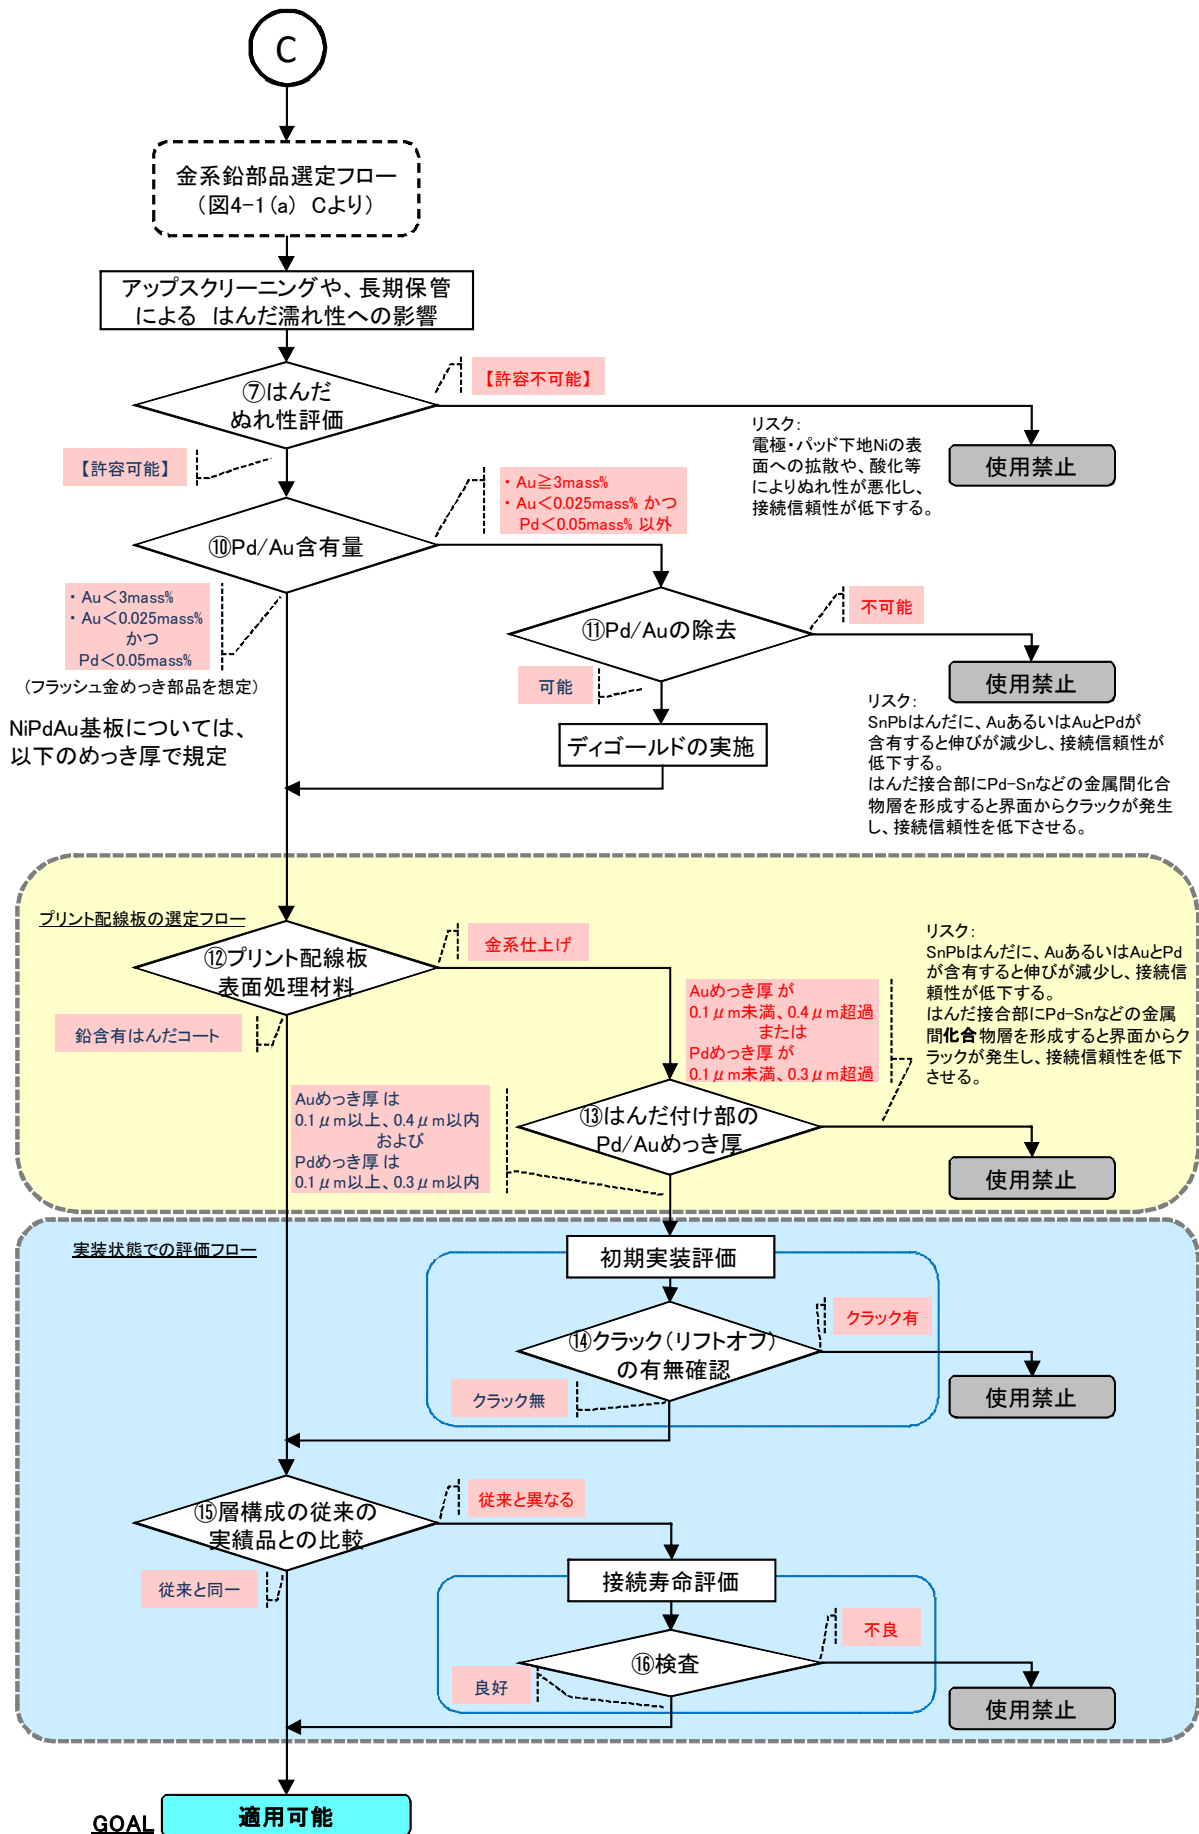 C
金系鉛部品選定フロー
（図4-1(a) Cより）
アップスクリーニングや、長期保管
による はんだ濡れ性への影響
⑦はんだ
ぬれ性評価
【許容不可能】
【許容可能】
リスク：
電極・パッド下地Niの表
面への拡散や、酸化等
によりぬれ性が悪化し、
接続信頼性が低下する。
使用禁止
・Au≧3mass%
・Au＜0.025mass% かつ
Pd＜0.05mass% 以外
⑩Pd/Au含有量
・Au＜3mass%
・Au＜0.025mass%
かつ
Pd＜0.05mass%
（フラッシュ金めっき部品を想定）
NiPdAu基板については、
以下のめっき厚で規定
⑪Pd/Auの除去
不可能
可能
使用禁止
ディゴールドの実施
リスク：
SnPbはんだに、AuあるいはAuとPdが
含有すると伸びが減少し、接続信頼性が
低下する。
はんだ接合部にPd-Snなどの金属間化合
物層を形成すると界面からクラックが発生
し、接続信頼性を低下させる。
プリント配線板の選定フロー
⑫プリント配線板
表面処理材料
金系仕上げ
鉛含有はんだコート
リスク：
SnPbはんだに、AuあるいはAuとPd
が含有すると伸びが減少し、接続信
頼性が低下する。
はんだ接合部にPd-Snなどの金属
間化合物層を形成すると界面からク
ラックが発生し、接続信頼性を低下
させる。
Auめっき厚 が
0.1μm未満、0.4μm超過
または
Pdめっき厚 が
0.1μm未満、0.3μm超過
Auめっき厚 は
0.1μm以上、0.4μm以内
および
Pdめっき厚 は
0.1μm以上、0.3μm以内
⑬はんだ付け部の
Pd/Auめっき厚
使用禁止
実装状態での評価フロー
初期実装評価
⑭クラック（リフトオフ）
の有無確認
クラック有
クラック無
使用禁止
⑮層構成の従来の
実績品との比較
従来と異なる
従来と同一
接続寿命評価
⑯検査
不良
良好
使用禁止
GOAL
適用可能